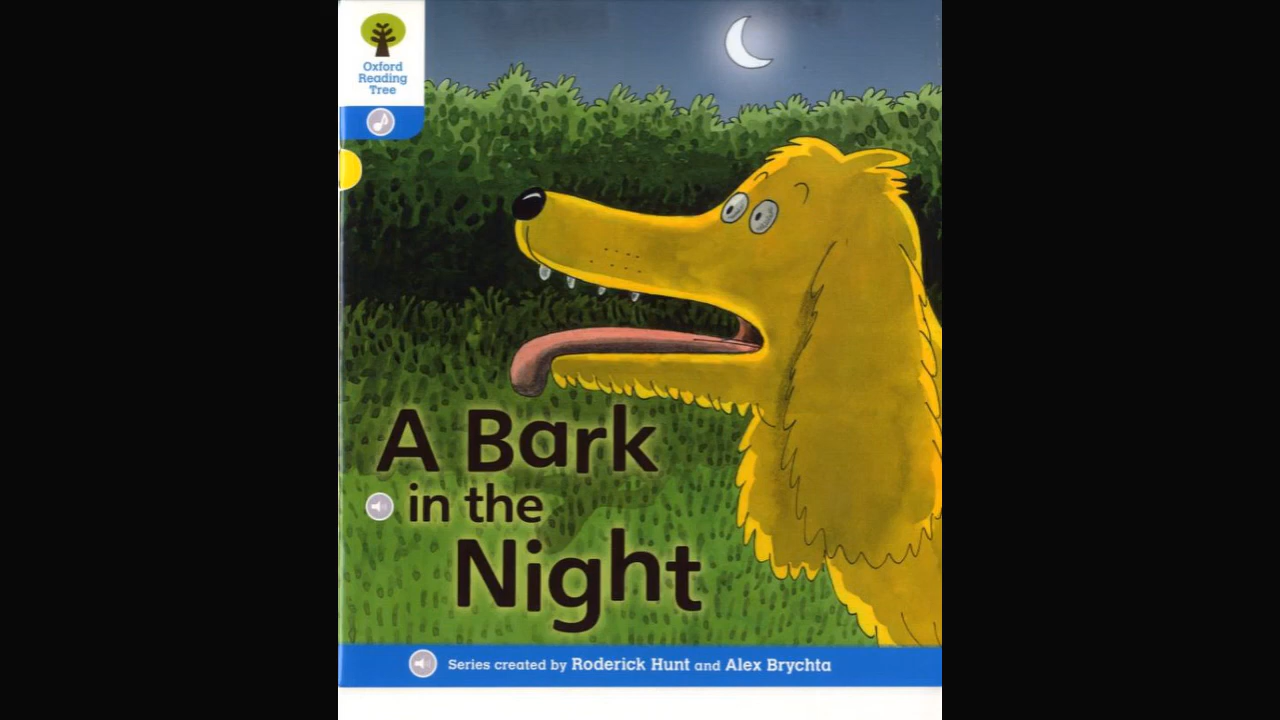 Oxford
Reading
Tree
A Bark
in the
Night
Series created by Roderick Hunt and Alex Brychta